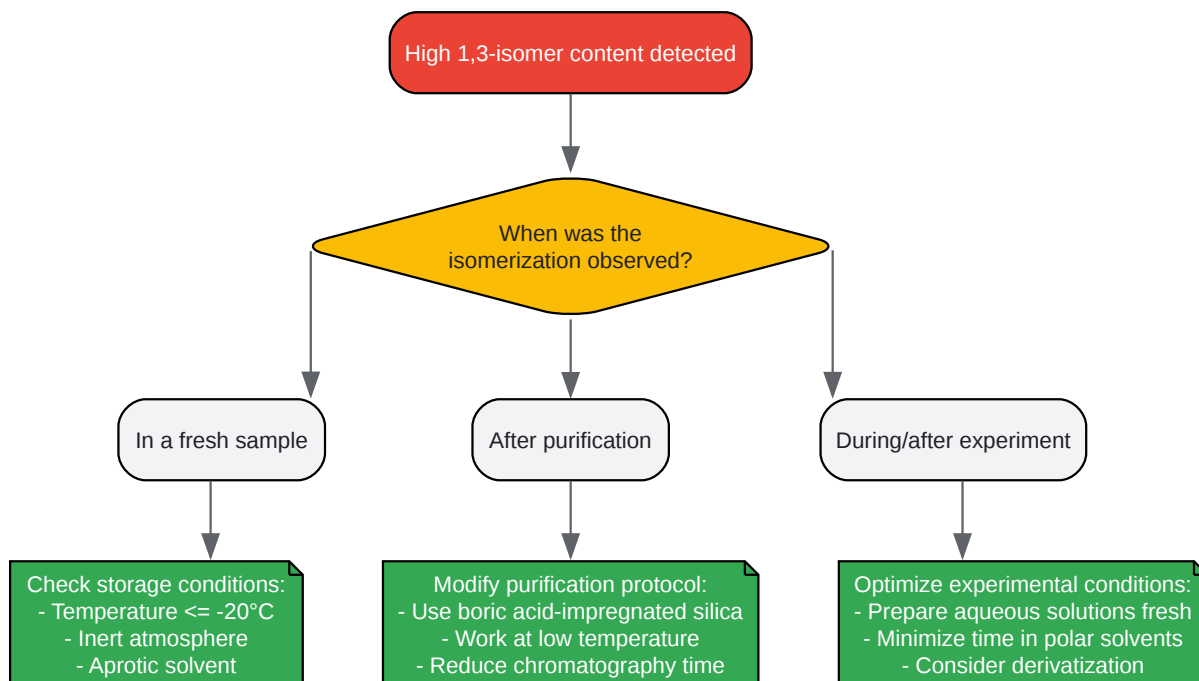 High 1,3-isomer content detected
When was the
isomerization observed?
In a fresh sample
After purification
During/after experiment
Check storage conditions:
- Temperature <= -20°C
- Inert atmosphere
- Aprotic solvent
Modify purification protocol:
- Use boric acid-impregnated silica
- Work at low temperature
- Reduce chromatography time
Optimize experimental conditions:
- Prepare aqueous solutions fresh
- Minimize time in polar solvents
- Consider derivatization